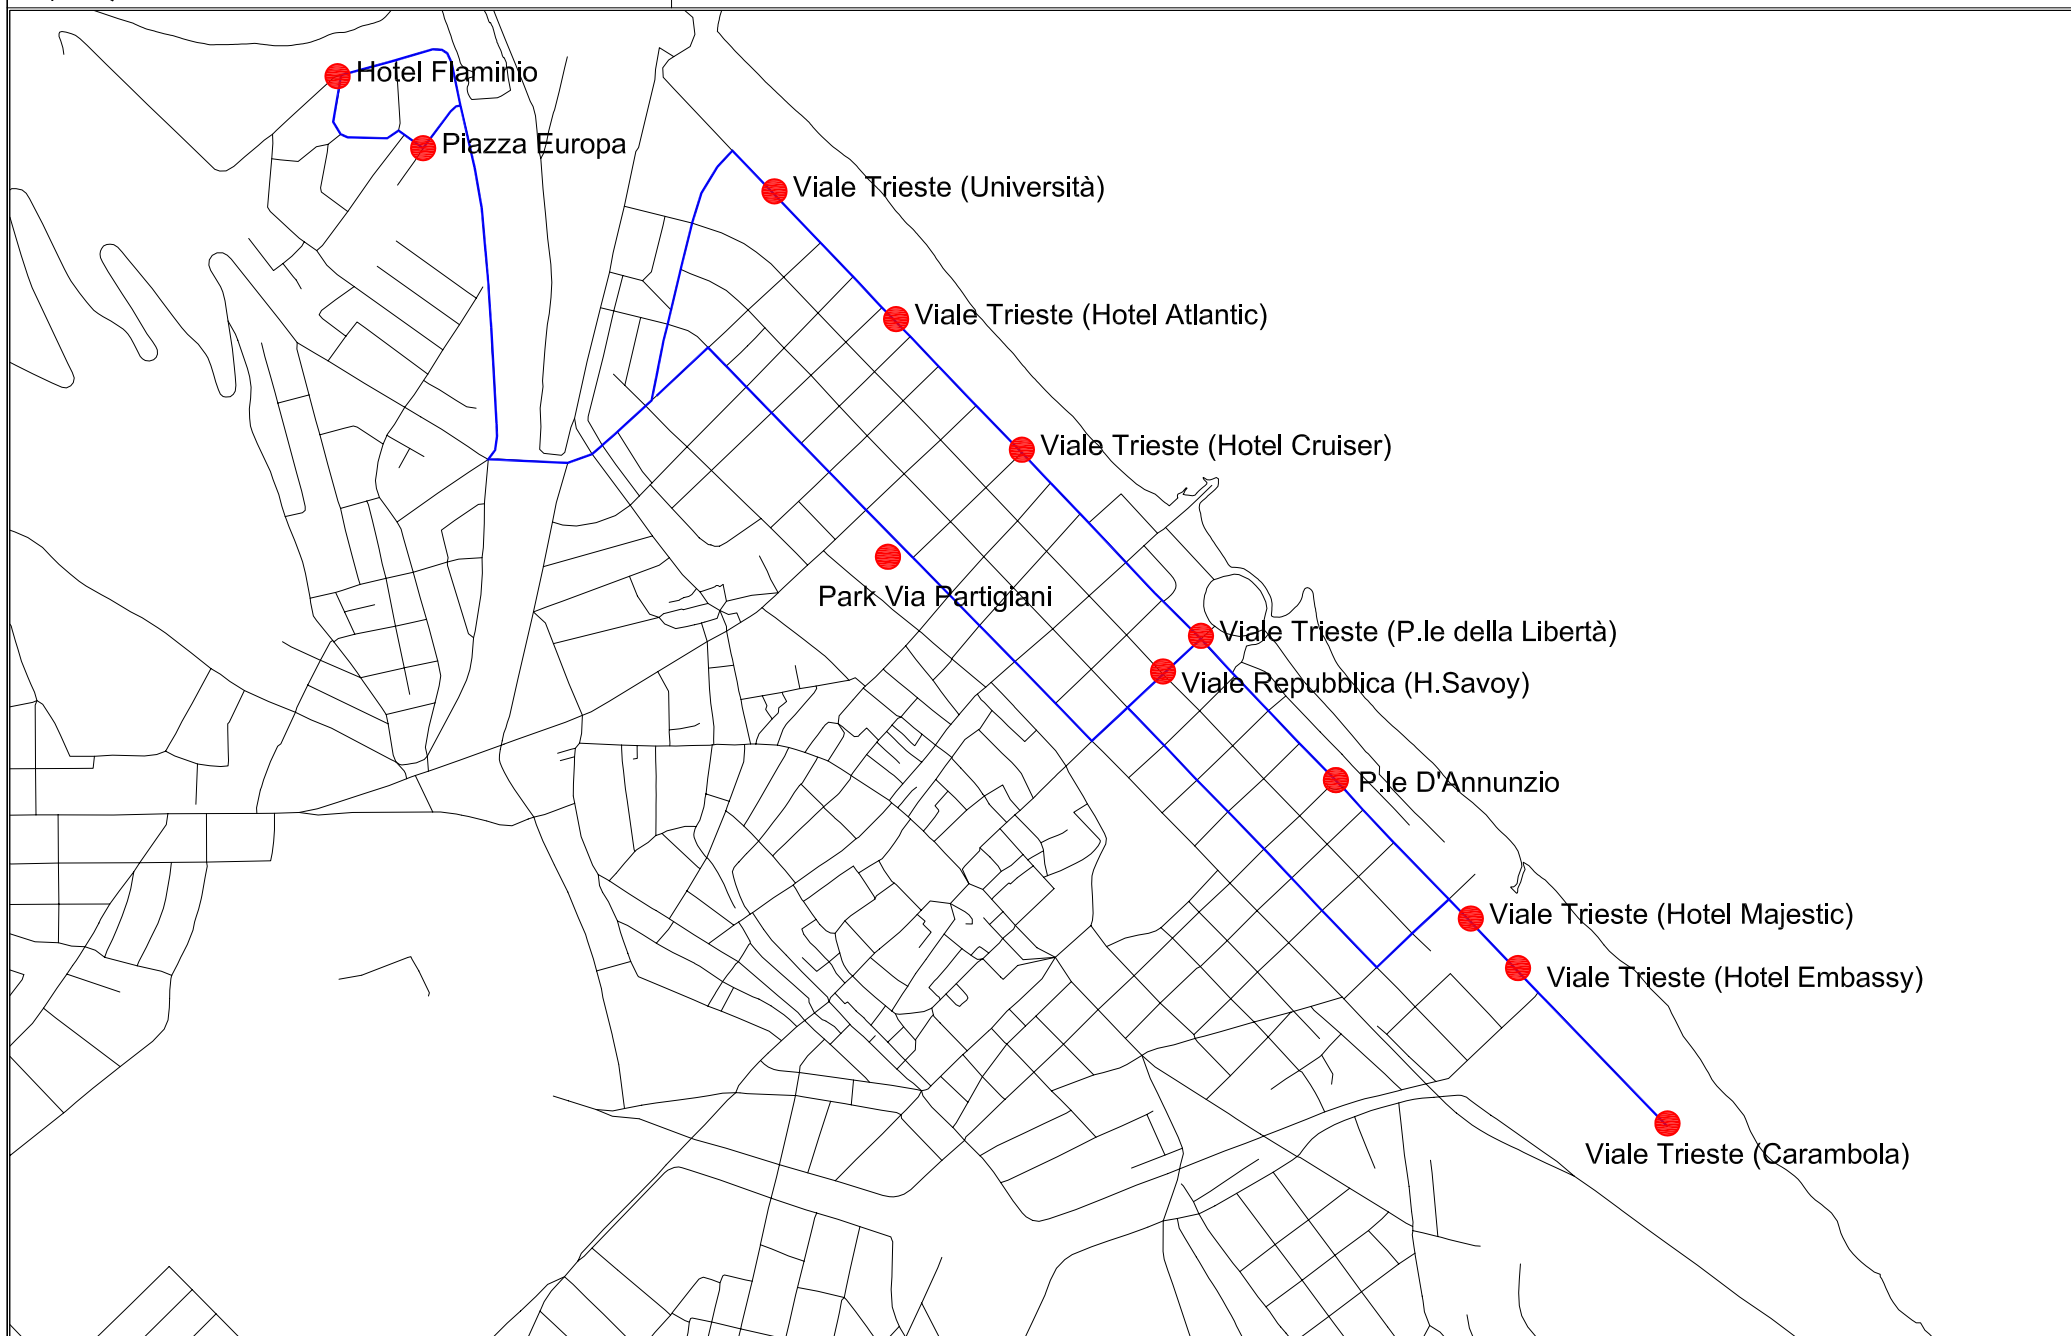 Hotel Flaminio
Piazza Europa
Viale Trieste (Università)
Viale Trieste (Hotel Atlantic)
Viale Trieste (Hotel Cruiser)
Park Via Partigiani
Viale Trieste (P.le della Libertà)
Viale Repubblica (H.Savoy)
P.le D'Annunzio
Viale Trieste (Hotel Majestic)
Viale Trieste (Hotel Embassy)
Viale Trieste (Carambola)